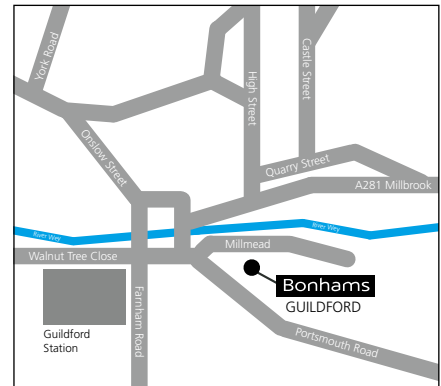 York Road
High Street
Castle Street
Onslow Street
Quarry Street
A281 Millbrook
River Wey
River Wey
Millmead
Walnut Tree Close
Bonhams
GUILDFORD
Farnham Road
Guildford
Station
Portsmouth Road